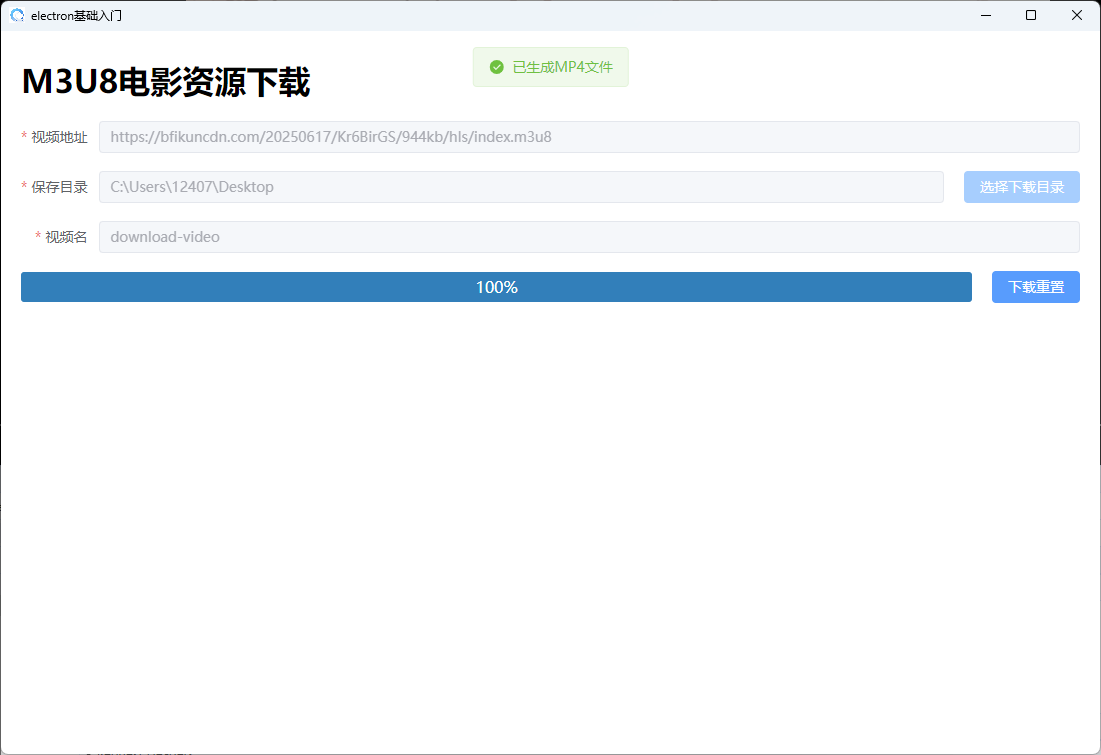 electron基础入门
已生成MP4文件
M3U8电影资源下载
* 视频地址 https://bfikuncdn.com/20250617/Kr6BirGS/944kb/hls/index.m3u8
* 保存目录 C:\Users\12407\Desktop 选择下载目录
* 视频名 download-video
100% 下载重置